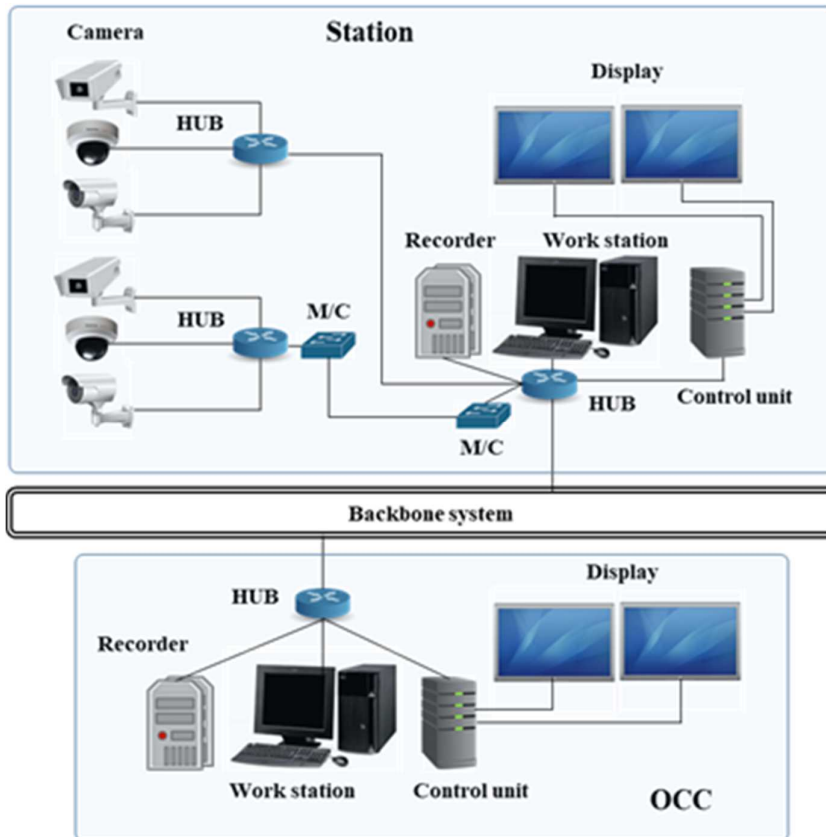 Camera
Station
Display
HUB
Recorder
Work station
HUB
M/C
Control unit
HUB
M/C
Backbone system
Display
HUB
Recorder
Work station
Control unit
OCC